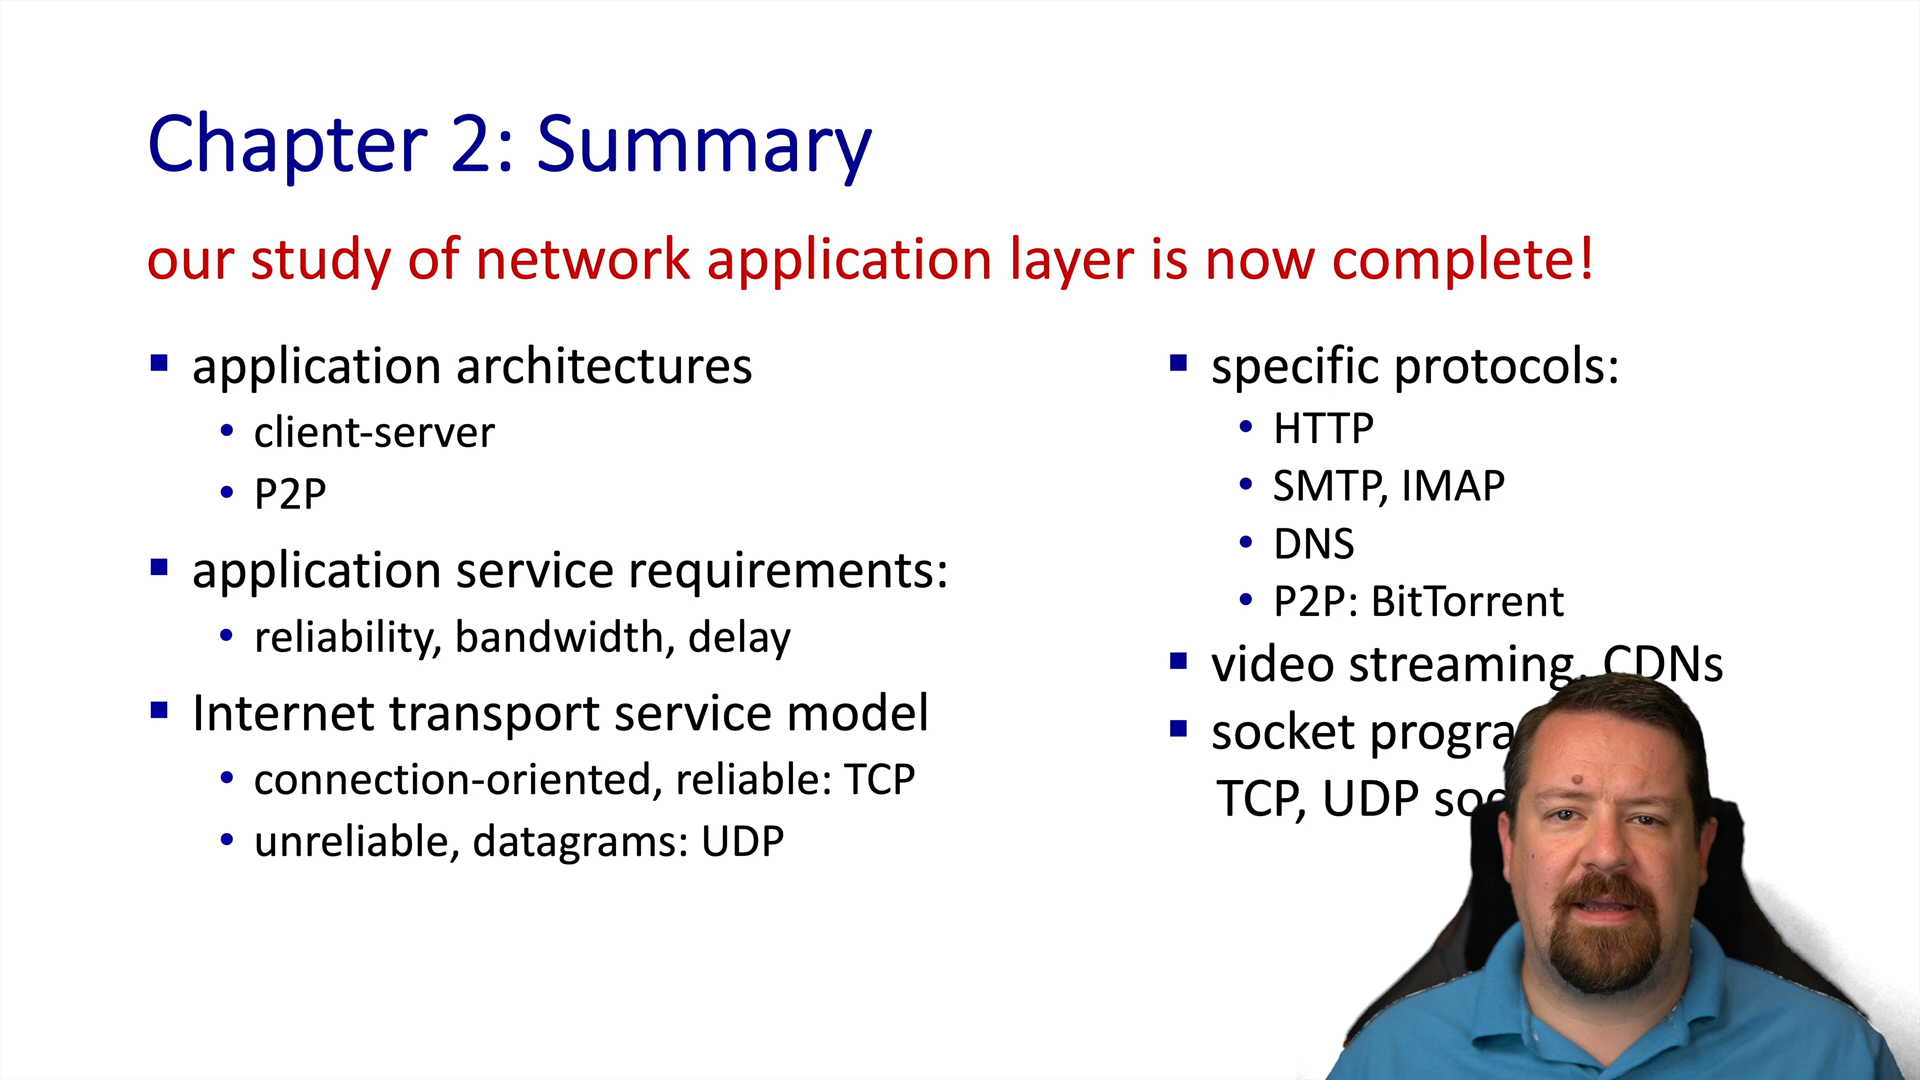 Chapter 2: Summary
our study of network application layer is now complete!
application architectures
client-server
P2P
application service requirements:
reliability, bandwidth, delay
Internet transport service model
connection-oriented, reliable: TCP
unreliable, datagrams: UDP
specific protocols:
HTTP
SMTP, IMAP
DNS
P2P: BitTorrent
video streaming, CDNs
socket
TCP, UDP